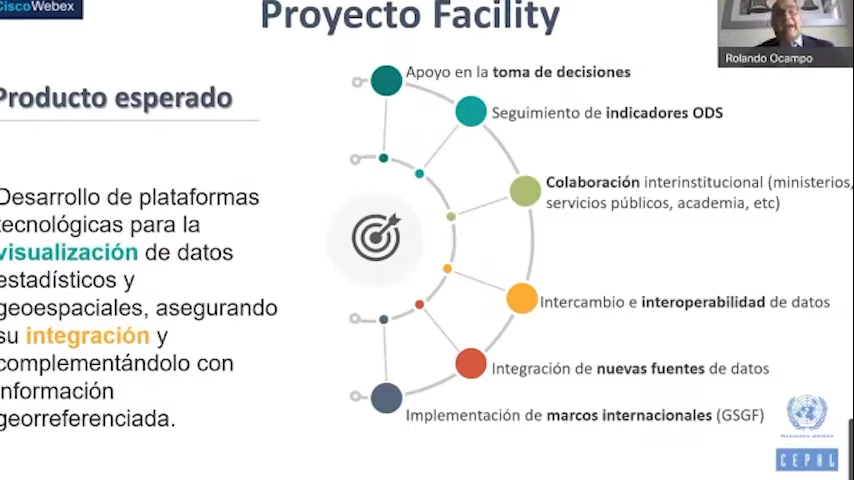 CiscoWebex
Proyecto Facility
Rolando Ocampo
Producto esperado
Desarrollo de plataformas
tecnológicas para la
visualización de datos
estadísticos y
geoespaciales, asegurando
su integración y
complementándolo con
información
georreferenciada.
Apoyo en la toma de decisiones
Seguimiento de indicadores ODS
Colaboración interinstitucional (ministerios,
servicios públicos, academia, etc)
Intercambio e interoperabilidad de datos
Integración de nuevas fuentes de datos
Implementación de marcos internacionales (GSGF)
NACIONES UNIDAS
CEPAL